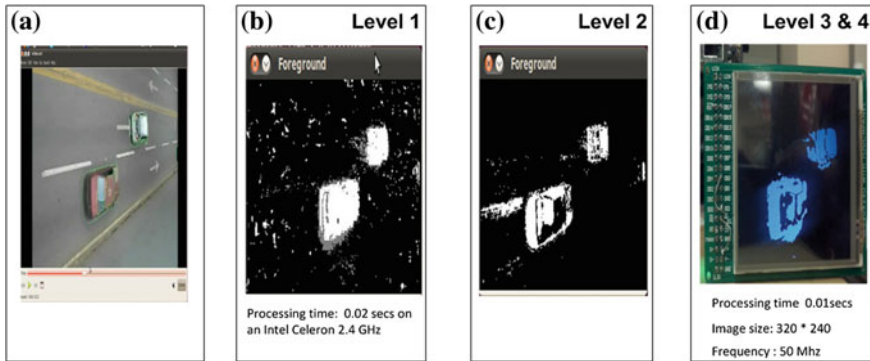 (a)
(b) Level 1
Foreground
Processing time: 0.02 secs on
an Intel Celeron 2.4 GHz
(c) Level 2
Foreground
(d) Level 3 & 4
Processing time 0.01secs
Image size: 320 * 240
Frequency : 50 Mhz